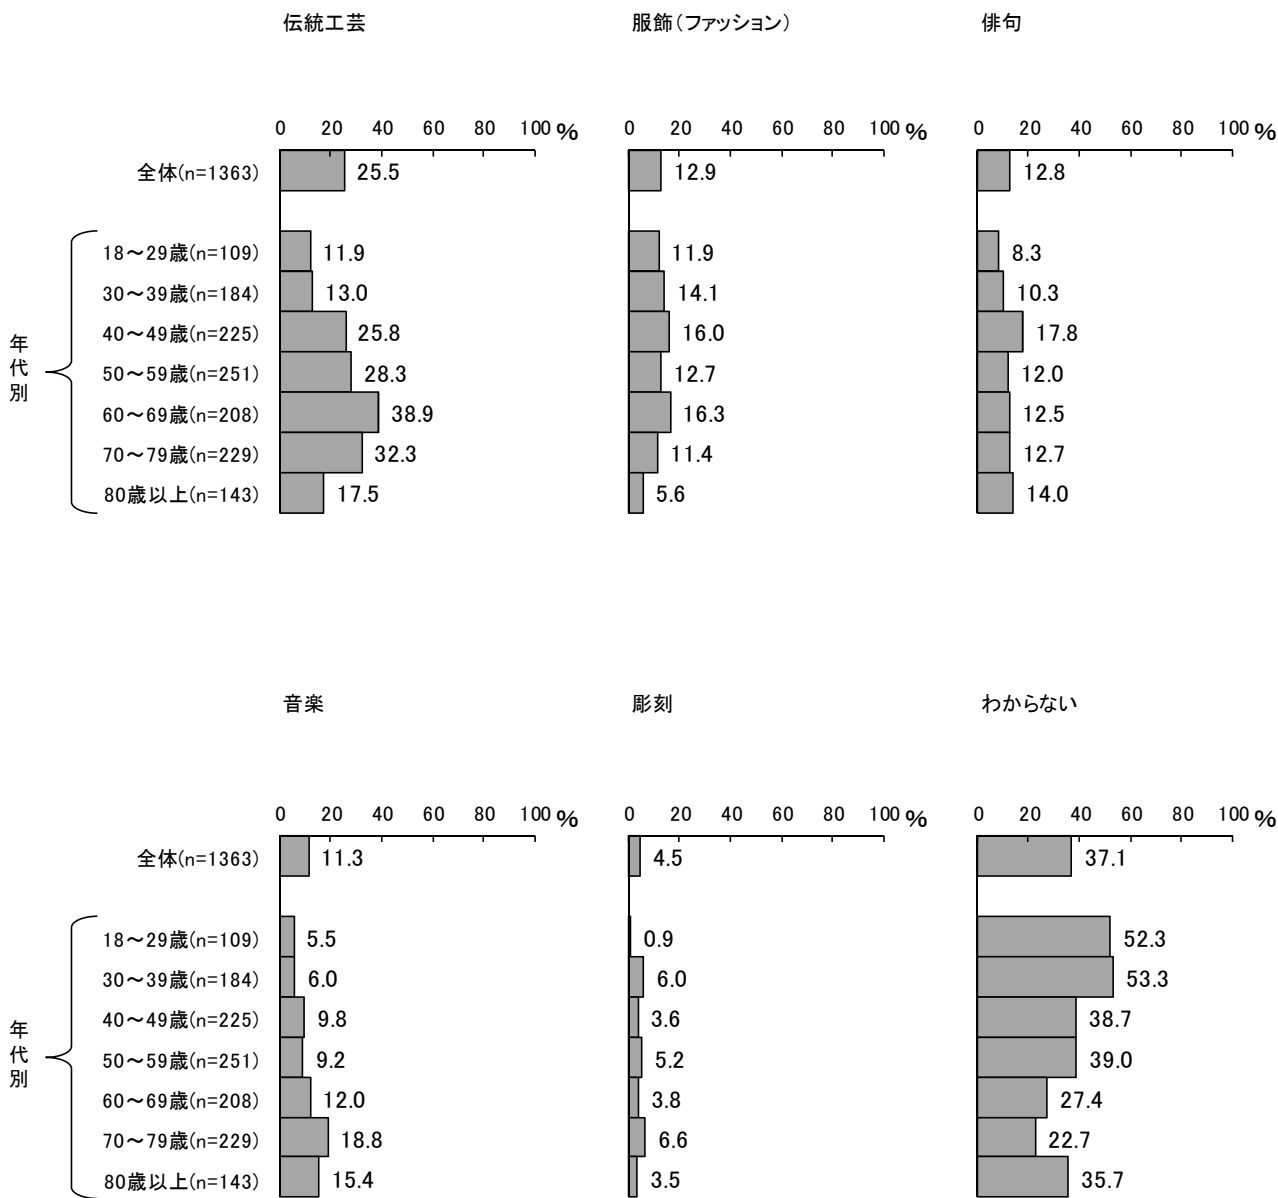 伝統工芸 服飾(ファッション) 俳句
0 20 40 60 80 100 % 0 20 40 60 80 100 % 0 20 40 60 80 100 %
全体(n=1363) 25.5 12.9 12.8
18～29歳(n=109) 11.9 11.9 8.3
30～39歳(n=184) 13.0 14.1 10.3
40～49歳(n=225) 25.8 16.0 17.8
50～59歳(n=251) 28.3 12.7 12.0
60～69歳(n=208) 38.9 16.3 12.5
70～79歳(n=229) 32.3 11.4 12.7
80歳以上(n=143) 17.5 5.6 14.0
年代別
音楽 彫刻 わからない
0 20 40 60 80 100 % 0 20 40 60 80 100 % 0 20 40 60 80 100 %
全体(n=1363) 11.3 4.5 37.1
18～29歳(n=109) 5.5 0.9 52.3
30～39歳(n=184) 6.0 6.0 53.3
40～49歳(n=225) 9.8 3.6 38.7
50～59歳(n=251) 9.2 5.2 39.0
60～69歳(n=208) 12.0 3.8 27.4
70～79歳(n=229) 18.8 6.6 22.7
80歳以上(n=143) 15.4 3.5 35.7
年代別